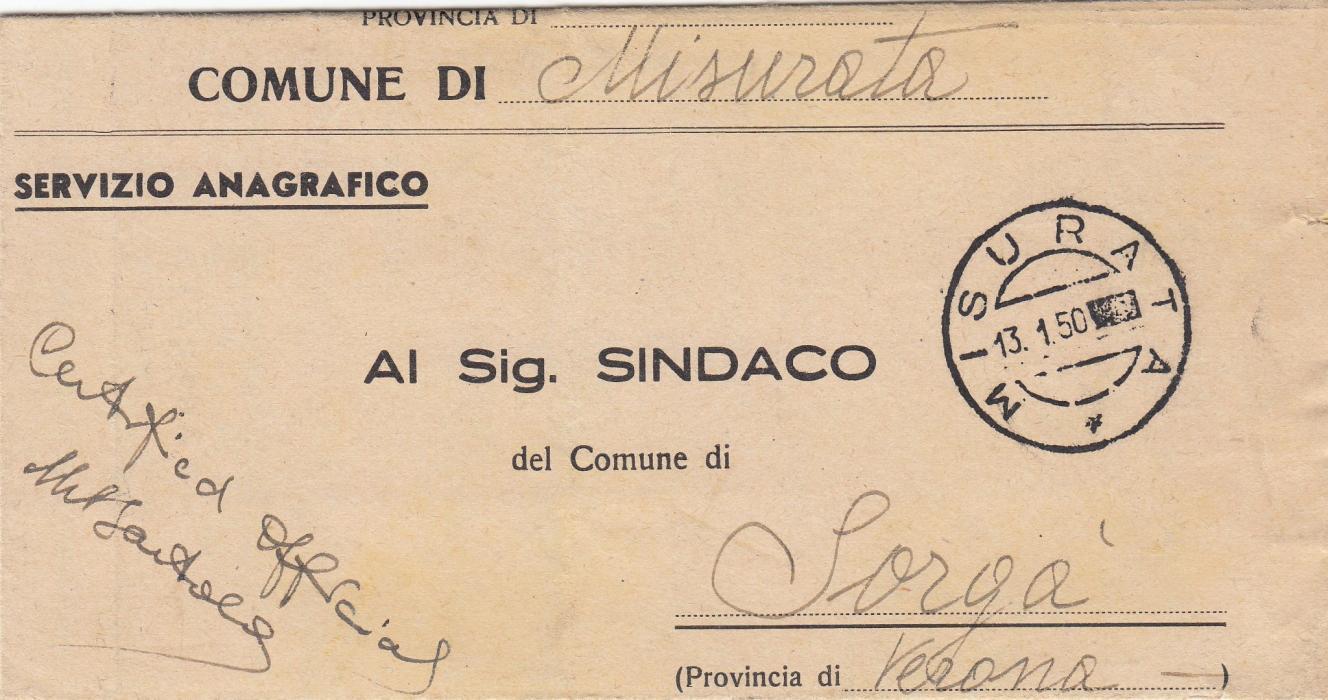 PROVINCIA DI
COMUNE DI Misurata
SERVIZIO ANAGRAFICO
MISURATA *
13.1.50
Al Sig. SINDACO
del Comune di
Sorgà
(Provincia di Verona —)
Certified Official